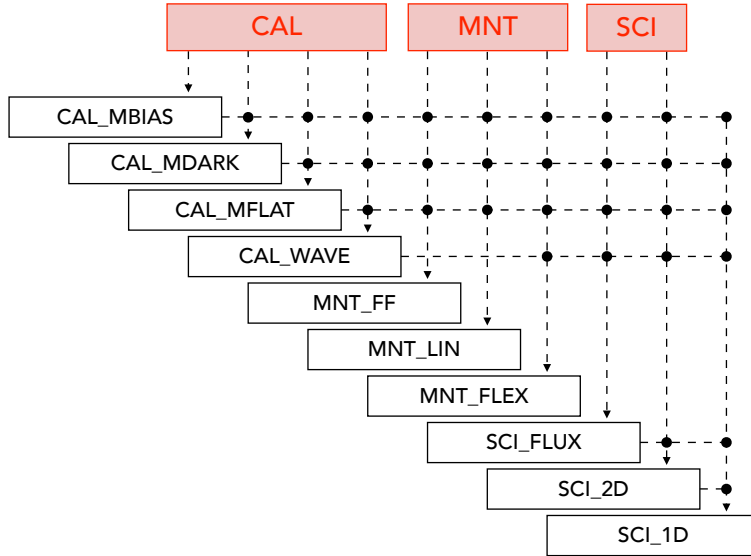 CAL
MNT
SCI
CAL_MBIAS
CAL_MDARK
CAL_MFLAT
CAL_WAVE
MNT_FF
MNT_LIN
MNT_FLEX
SCI_FLUX
SCI_2D
SCI_1D